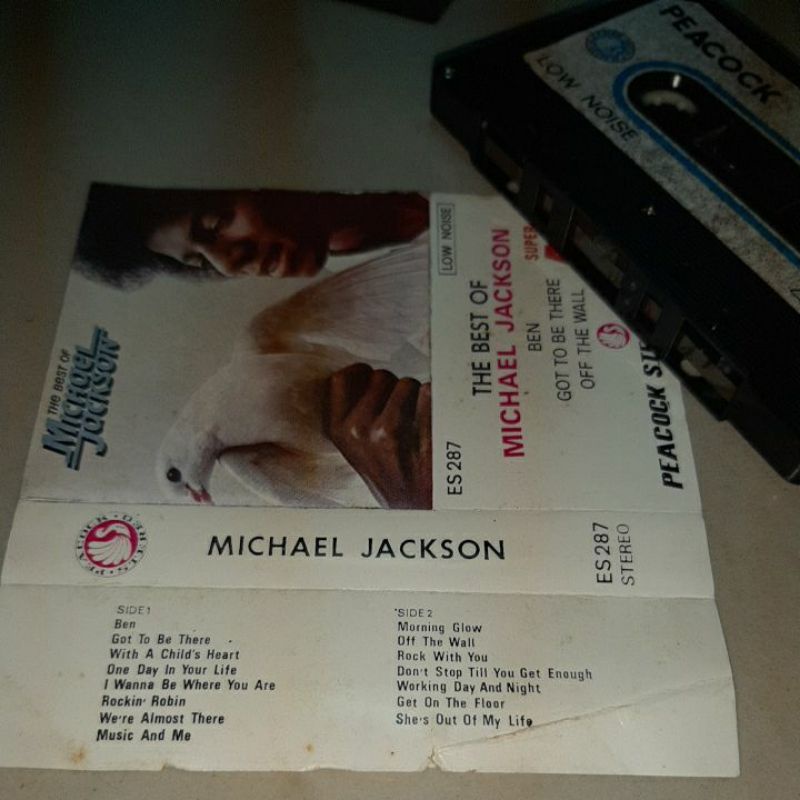 PEACOCK
LOW NOISE
THE BEST OF
Michael
Jackson
LOW NOISE
THE BEST OF
MICHAEL JACKSON
SUPER
BEN
GOT TO BE THERE
OFF THE WALL
ES 287
PEACOCK
MICHAEL JACKSON
ES 287
STEREO
SIDE 1
Ben
Got To Be There
With A Child's Heart
One Day In Your Life
I Wanna Be Where You Are
Rockin' Robin
We're Almost There
Music And Me
SIDE 2
Morning Glow
Off The Wall
Rock With You
Don't Stop Till You Get Enough
Working Day And Night
Get On The Floor
She's Out Of My Life